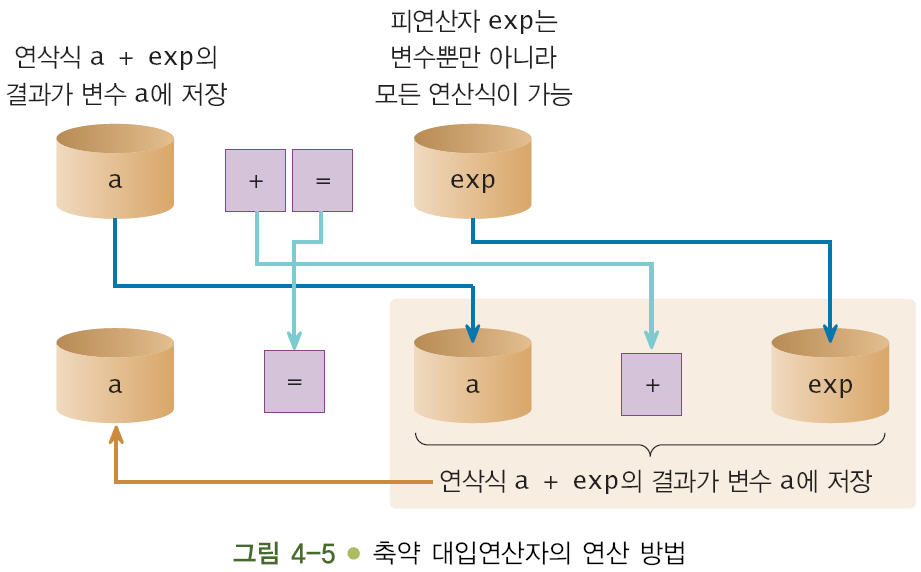 연삭식 a + exp의
결과가 변수 a에 저장
피연산자 exp는
변수뿐만 아니라
모든 연산식이 가능
a
+
=
exp
a
=
a
+
exp
연삭식 a + exp의 결과가 변수 a에 저장
그림 4-5 ● 축약 대입연산자의 연산 방법